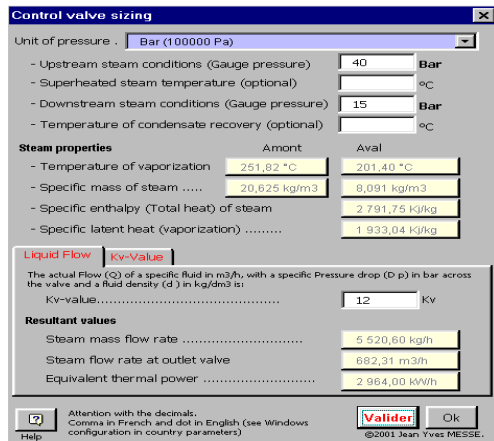 Control valve sizing
Unit of pressure . Bar (100000 Pa)
- Upstream steam conditions (Gauge pressure) 40 Bar
- Superheated steam temperature (optional) °C
- Downstream steam conditions (Gauge pressure) 15 Bar
- Temperature of condensate recovery (optional) °C
Steam properties Amont Aval
- Temperature of vaporization 251,82 °C 201,40 °C
- Specific mass of steam ..... 20,625 kg/m3 8,091 kg/m3
- Specific enthalpy (Total heat) of steam 2 791,75 Kj/kg
- Specific latent heat (vaporization) ......... 1 933,04 Kj/kg
Liquid Flow Kv-Value
The actual Flow (Q) of a specific fluid in m3/h, with a specific Pressure drop (D p) in bar across
the valve and a fluid density (d ) in kg/dm3 is:
Kv-value............................................. 12 Kv
Resultant values
Steam mass flow rate ............................. 5 520,60 kg/h
Steam flow rate at outlet valve 682,31 m3/h
Equivalent thermal power ........................... 2 964,00 kW/h
Help
Attention with the decimals.
Comma in French and dot in English (see Windows
configuration in country parameters)
Valider Ok
©2001 Jean Yves MESSE.